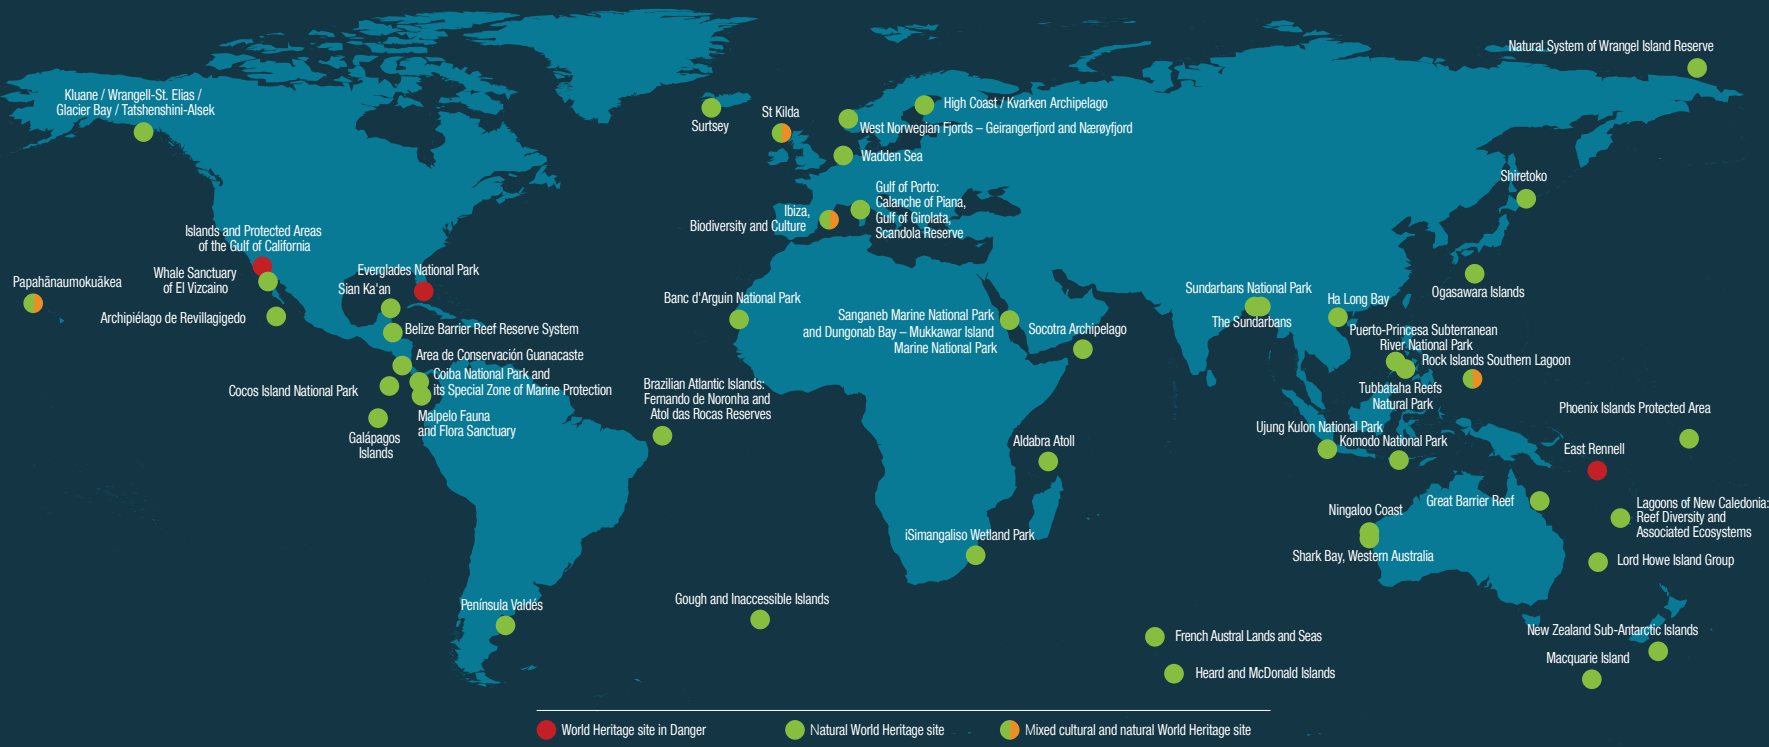 Natural System of Wrangel Island Reserve
Kluane / Wrangell-St. Elias /
Glacier Bay / Tatshenshini-Alsek
Surtsey
St Kilda
High Coast / Kvarken Archipelago
West Norwegian Fjords – Geirangerfjord and Nærøyfjord
Wadden Sea
Shiretoko
Gulf of Porto:
Calanche of Piana,
Gulf of Girolata,
Scandola Reserve
Ibiza,
Biodiversity and Culture
Islands and Protected Areas
of the Gulf of California
Papahānaumokuākea
Whale Sanctuary
of El Vizcaino
Everglades National Park
Sian Ka'an
Archipiélago de Revillagigedo
Belize Barrier Reef Reserve System
Banc d'Arguin National Park
Sanganeb Marine National Park
and Dungonab Bay – Mukkawar Island
Marine National Park
Socotra Archipelago
Sundarbans National Park
The Sundarbans
Ha Long Bay
Ogasawara Islands
Puerto-Princesa Subterranean
River National Park
Rock Islands Southern Lagoon
Tubbataha Reefs
Natural Park
Area de Conservación Guanacaste
Coiba National Park and
its Special Zone of Marine Protection
Cocos Island National Park
Malpelo Fauna
and Flora Sanctuary
Galápagos
Islands
Brazilian Atlantic Islands:
Fernando de Noronha and
Atol das Rocas Reserves
Aldabra Atoll
Ujung Kulon National Park
Komodo National Park
Phoenix Islands Protected Area
East Rennell
Great Barrier Reef
Lagoons of New Caledonia:
Reef Diversity and
Associated Ecosystems
Ningaloo Coast
Shark Bay, Western Australia
Lord Howe Island Group
iSimangaliso Wetland Park
Península Valdés
Gough and Inaccessible Islands
French Austral Lands and Seas
Heard and McDonald Islands
New Zealand Sub-Antarctic Islands
Macquarie Island
World Heritage site in Danger
Natural World Heritage site
Mixed cultural and natural World Heritage site